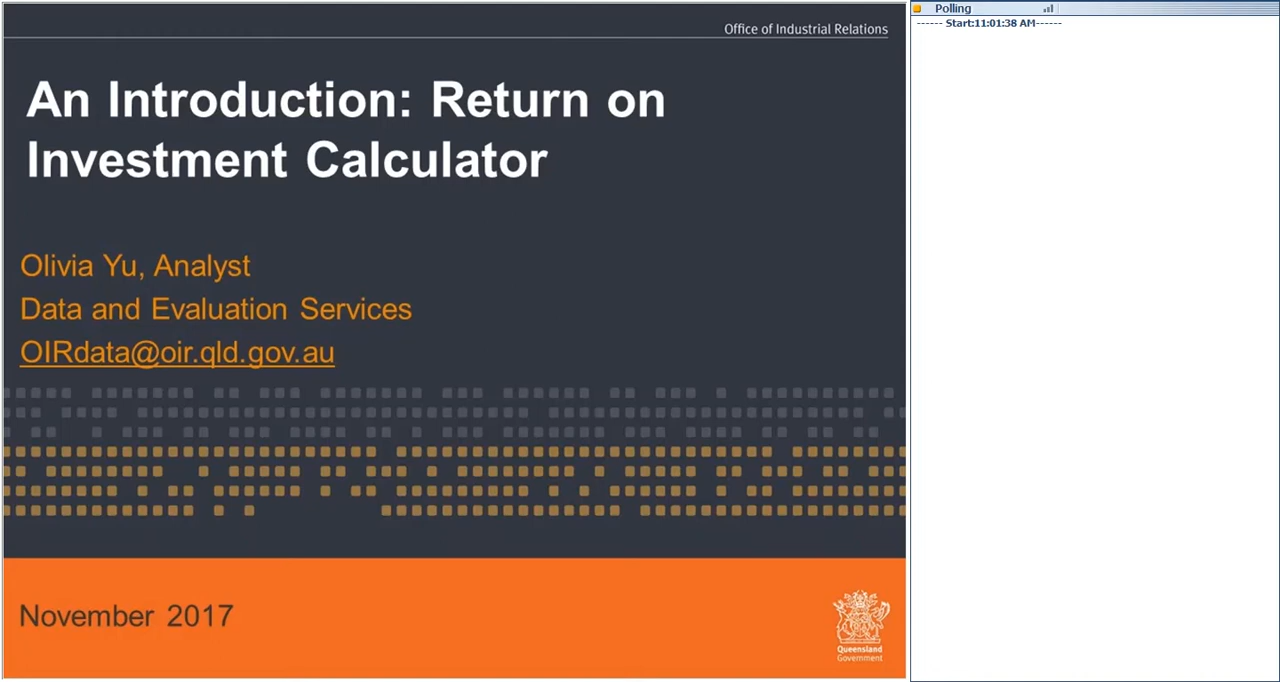 Office of Industrial Relations
An Introduction: Return on
Investment Calculator
Olivia Yu, Analyst
Data and Evaluation Services
OIRdata@oir.qld.gov.au
November 2017
Queensland
Government
Polling
------ Start:11:01:38 AM------